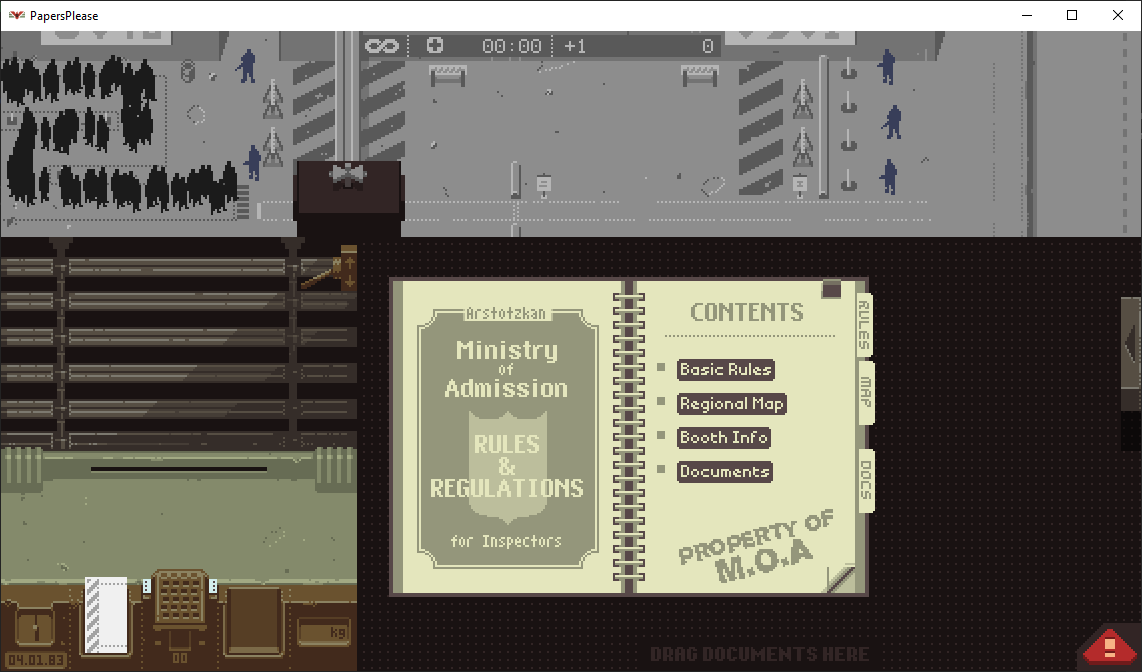 PapersPlease
00:00 +1 0
Arstotzkan
Ministry
of
Admission
RULES
&
REGULATIONS
for Inspectors
CONTENTS
Basic Rules
Regional Map
Booth Info
Documents
PROPERTY OF
M.O.A
RULES
MAP
DOCS
kg
04.01.83
00
DRAG DOCUMENTS HERE